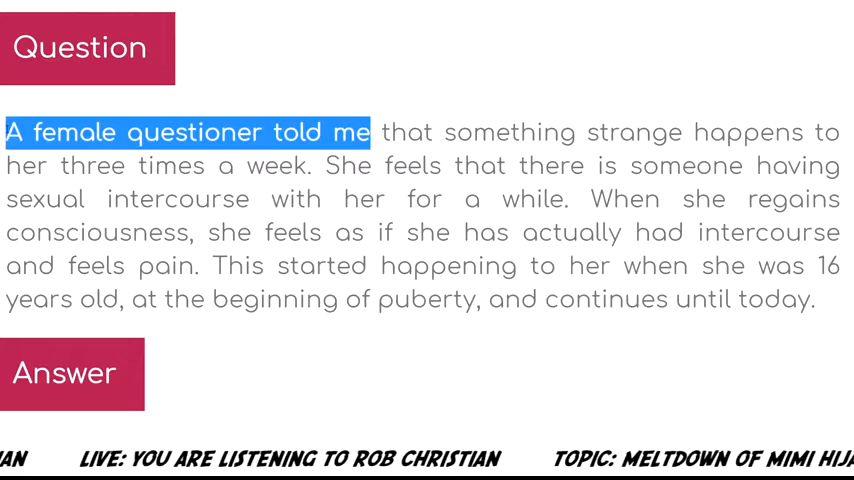 Question
A female questioner told me that something strange happens to
her three times a week. She feels that there is someone having
sexual intercourse with her for a while. When she regains
consciousness, she feels as if she has actually had intercourse
and feels pain. This started happening to her when she was 16
years old, at the beginning of puberty, and continues until today.
Answer
IAN LIVE: YOU ARE LISTENING TO ROB CHRISTIAN TOPIC: MELTDOWN OF MIMI HIJA